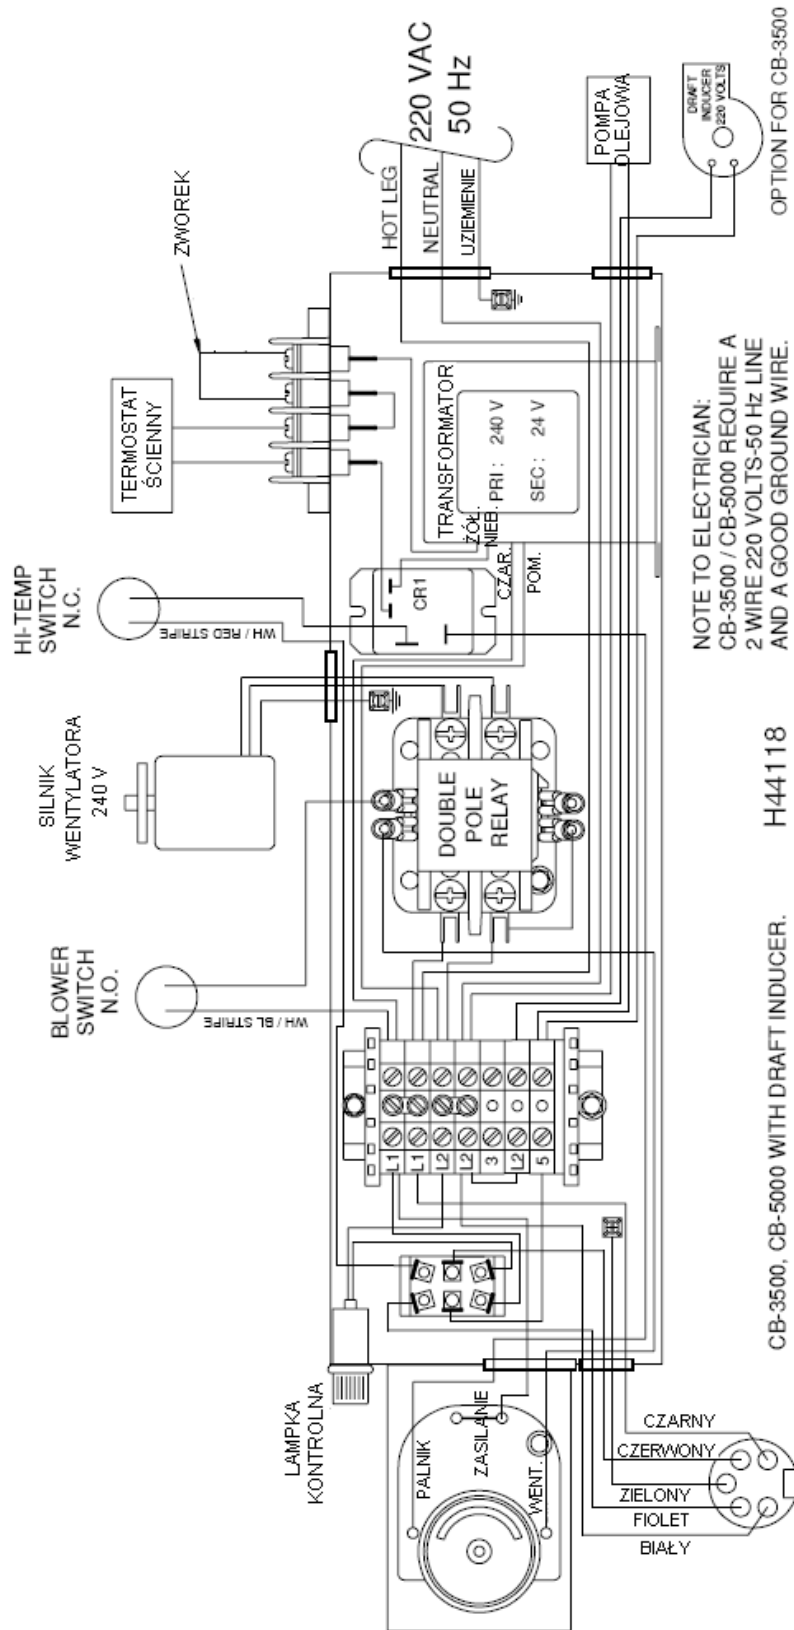 HI-TEMP
SWITCH
N.C.
WH / RED STRIPE
TERMOSTAT
ŚCIENNY
ZWOREK
SILNIK
WENTYLATORA
240 V
BLOWER
SWITCH
N.O.
WH / BL STRIPE
LAMPKA
KONTROLNA
HOT LEG
NEUTRAL
UZIEMIENIE
220 VAC
50 Hz
TRANSFORMATOR
ŻÓŁ.
NIEB.
CZAR.
POM.
PRI : 240 V
SEC : 24 V
CR1
DOUBLE
POLE
RELAY
L1
L1
L2
L2
3
L2
5
POMPA
OLEJOWA
DRAFT
INDUCER
220 VOLTS
OPTION FOR CB-3500
PALNIK
ZASILANIE
WENT.
CZARNY
CZERWONY
ZIELONY
FIOLET
BIAŁY
CB-3500, CB-5000 WITH DRAFT INDUCER.
H44118
NOTE TO ELECTRICIAN:
CB-3500 / CB-5000 REQUIRE A
2 WIRE 220 VOLTS-50 Hz LINE
AND A GOOD GROUND WIRE.